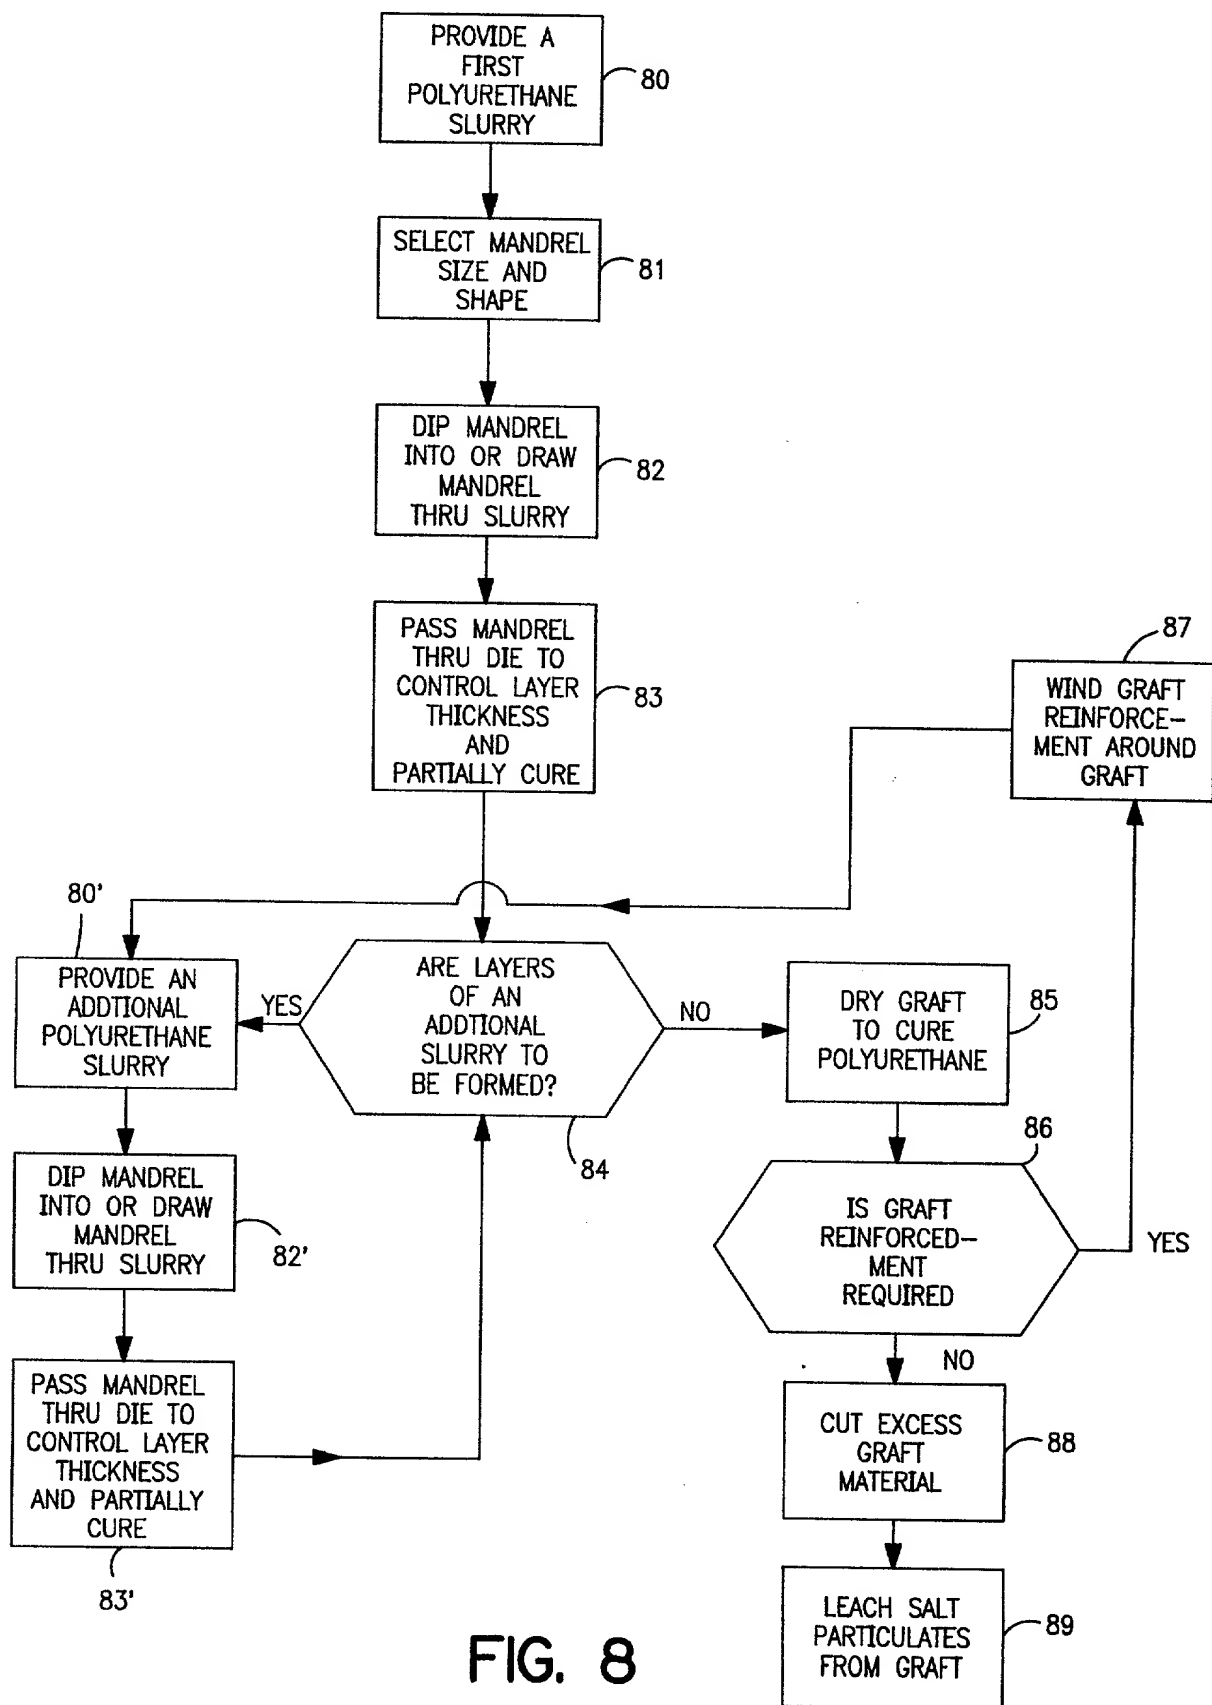 PROVIDE A
FIRST
POLYURETHANE
SLURRY
80
SELECT MANDREL
SIZE AND
SHAPE
81
DIP MANDREL
INTO OR DRAW
MANDREL
THRU SLURRY
82
PASS MANDREL
THRU DIE TO
CONTROL LAYER
THICKNESS
AND
PARTIALLY CURE
83
87
WIND GRAFT
REINFORCE-
MENT AROUND
GRAFT
80'
PROVIDE AN
ADDTIONAL
POLYURETHANE
SLURRY
YES
ARE LAYERS
OF AN
ADDTIONAL
SLURRY TO
BE FORMED?
84
NO
DRY GRAFT
TO CURE
POLYURETHANE
85
DIP MANDREL
INTO OR DRAW
MANDREL
THRU SLURRY
82'
86
IS GRAFT
REINFORCED-
MENT
REQUIRED
YES
NO
PASS MANDREL
THRU DIE TO
CONTROL LAYER
THICKNESS
AND PARTIALLY
CURE
83'
CUT EXCESS
GRAFT
MATERIAL
88
LEACH SALT
PARTICULATES
FROM GRAFT
89
FIG. 8